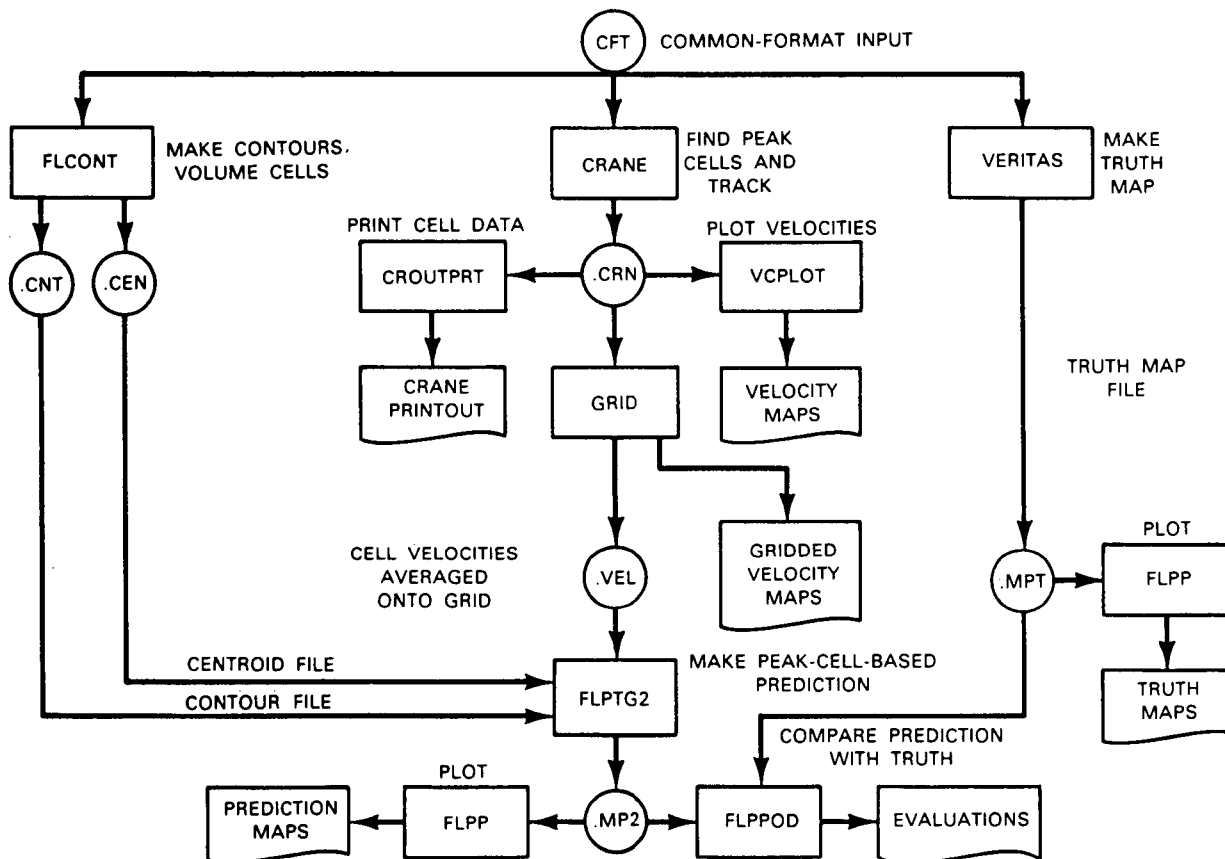 CFT
COMMON-FORMAT INPUT
FLCONT
MAKE CONTOURS,
VOLUME CELLS
CRANE
FIND PEAK
CELLS AND
TRACK
VERITAS
MAKE
TRUTH
MAP
.CNT
.CEN
PRINT CELL DATA
CROUTPRT
.CRN
PLOT VELOCITIES
VCPLOT
CRANE
PRINTOUT
GRID
VELOCITY
MAPS
TRUTH MAP
FILE
CELL VELOCITIES
AVERAGED
ONTO GRID
.VEL
GRIDDED
VELOCITY
MAPS
.MPT
PLOT
FLPP
TRUTH
MAPS
CENTROID FILE
CONTOUR FILE
FLPTG2
MAKE PEAK-CELL-BASED
PREDICTION
COMPARE PREDICTION
WITH TRUTH
PREDICTION
MAPS
PLOT
FLPP
.MP2
FLPPOD
EVALUATIONS